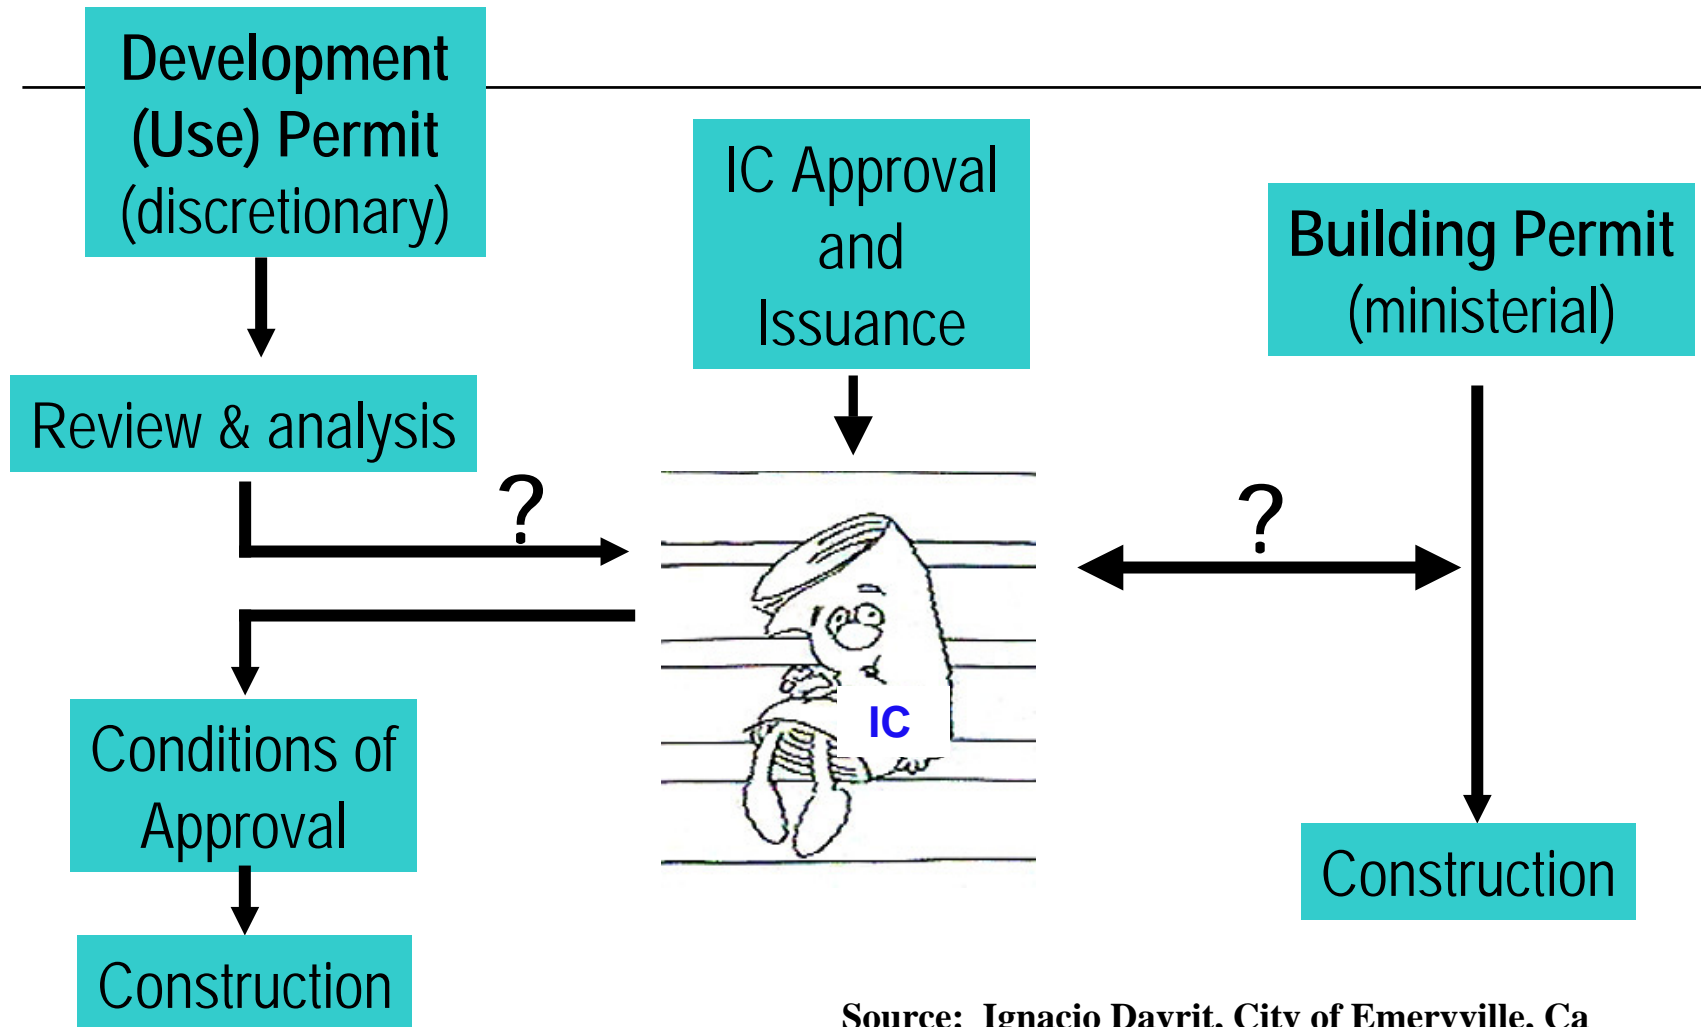 Development
(Use) Permit
(discretionary)
IC Approval
and
Issuance
Building Permit
(ministerial)
Review & analysis
?
?
IC
Conditions of
Approval
Construction
Construction
Source: Ignacio Dayrit, City of Emeryville, Ca